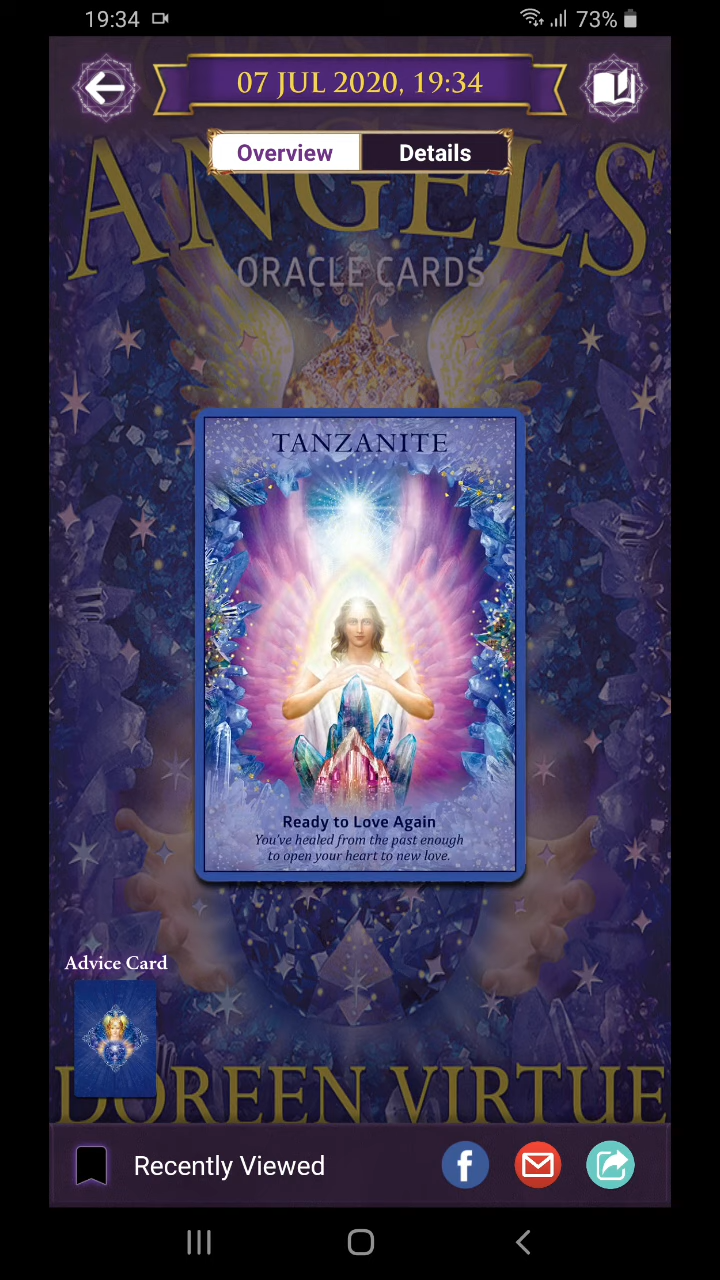 19:34
73%
07 JUL 2020, 19:34
Overview Details
ANGELS
ORACLE CARDS
TANZANITE
Ready to Love Again
You've healed from the past enough
to open your heart to new love.
Advice Card
DOREEN VIRTUE
Recently Viewed
f